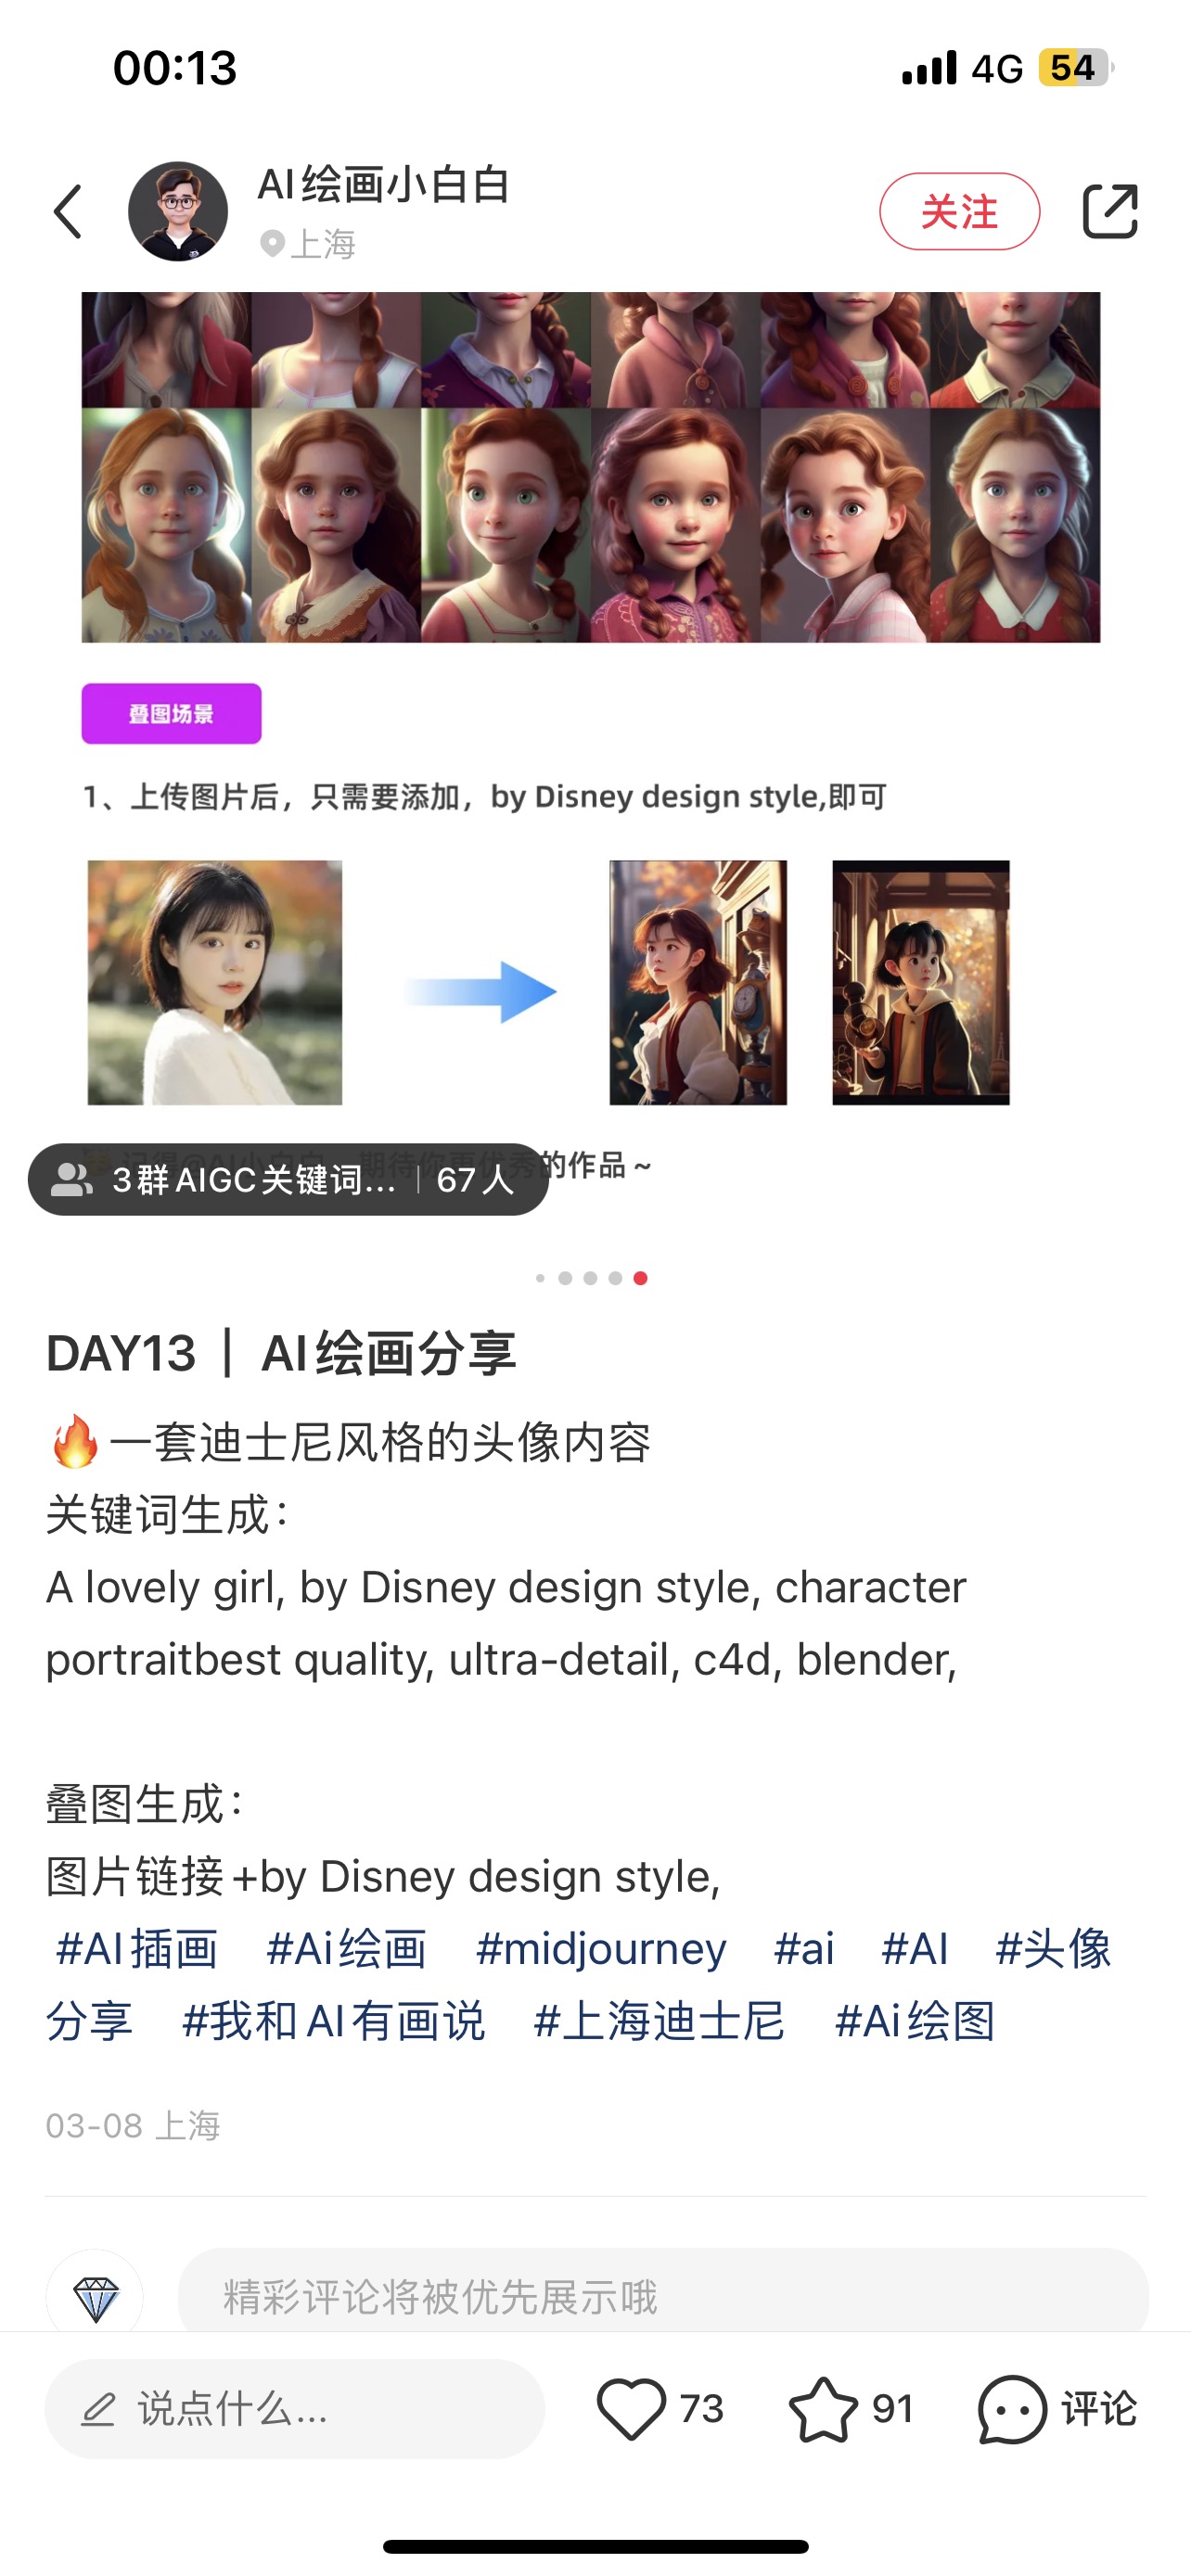 00:13
4G 54
AI绘画小白白
关注
上海
叠图场景
1、上传图片后，只需要添加，by Disney design style,即可
的作品~
3群AIGC关键词... | 67人
DAY13 | AI绘画分享
🔥一套迪士尼风格的头像内容
关键词生成：
A lovely girl, by Disney design style, character
portraitbest quality, ultra-detail, c4d, blender,
叠图生成：
图片链接+by Disney design style,
#AI插画 #Ai绘画 #midjourney #ai #AI #头像
分享 #我和AI有画说 #上海迪士尼 #Ai绘图
03-08 上海
精彩评论将被优先展示哦
说点什么...
73
91
评论